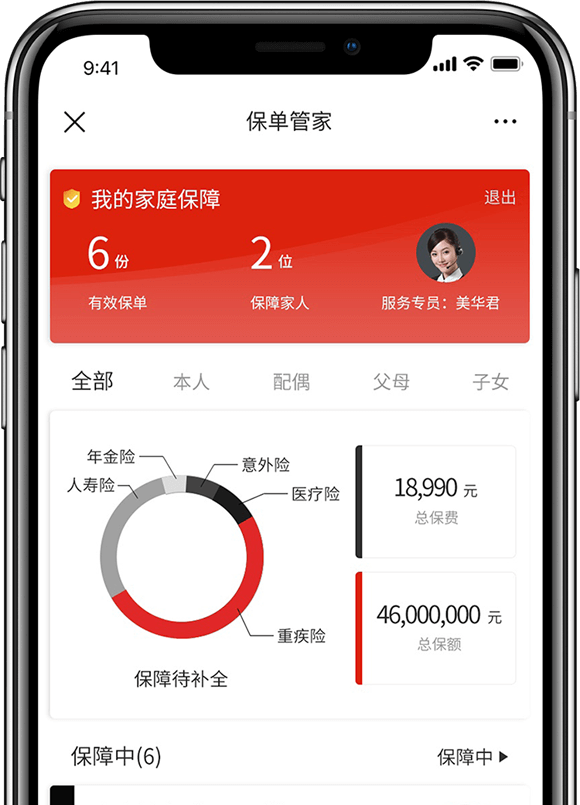 9:41
保单管家
我的家庭保障
退出
6份
2位
有效保单
保障家人
服务专员：美华君
全部
本人
配偶
父母
子女
年金险
意外险
人寿险
医疗险
18,990 元
总保费
重疾险
46,000,000 元
总保额
保障待补全
保障中(6)
保障中